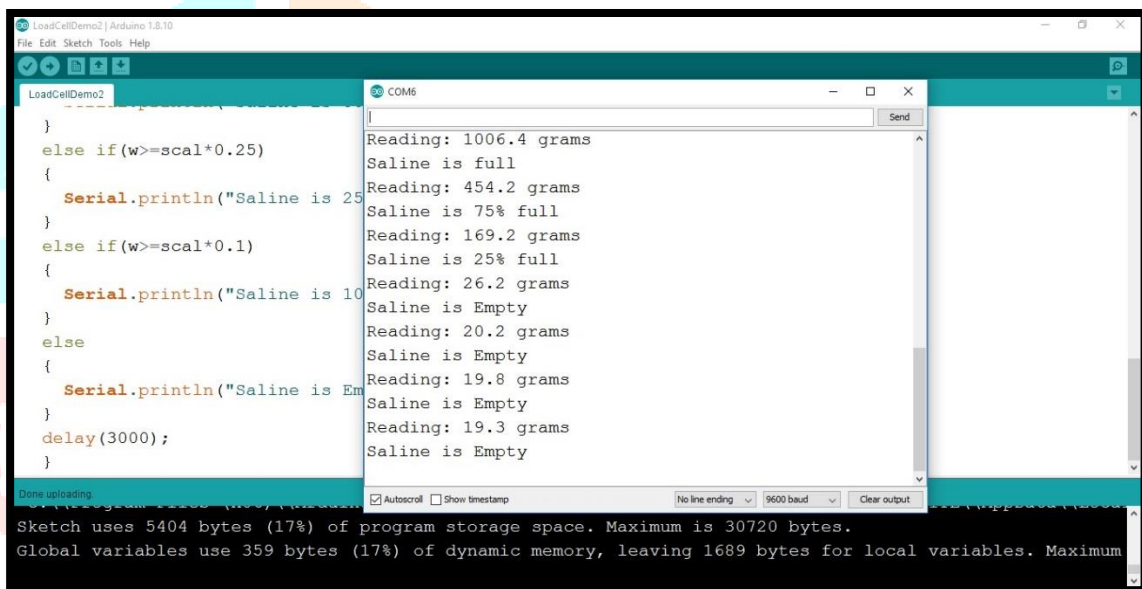 LoadCellDemo2 | Arduino 1.8.10
File Edit Sketch Tools Help
LoadCellDemo2
}
else if(w>=scal*0.25)
{
Serial.println("Saline is 25
}
else if(w>=scal*0.1)
{
Serial.println("Saline is 10
}
else
{
Serial.println("Saline is Em
}
delay(3000);
}
COM6
Send
Reading: 1006.4 grams
Saline is full
Reading: 454.2 grams
Saline is 75% full
Reading: 169.2 grams
Saline is 25% full
Reading: 26.2 grams
Saline is Empty
Reading: 20.2 grams
Saline is Empty
Reading: 19.8 grams
Saline is Empty
Reading: 19.3 grams
Saline is Empty
Autoscroll Show timestamp No line ending 9600 baud Clear output
Done uploading.
Sketch uses 5404 bytes (17%) of program storage space. Maximum is 30720 bytes.
Global variables use 359 bytes (17%) of dynamic memory, leaving 1689 bytes for local variables. Maximum